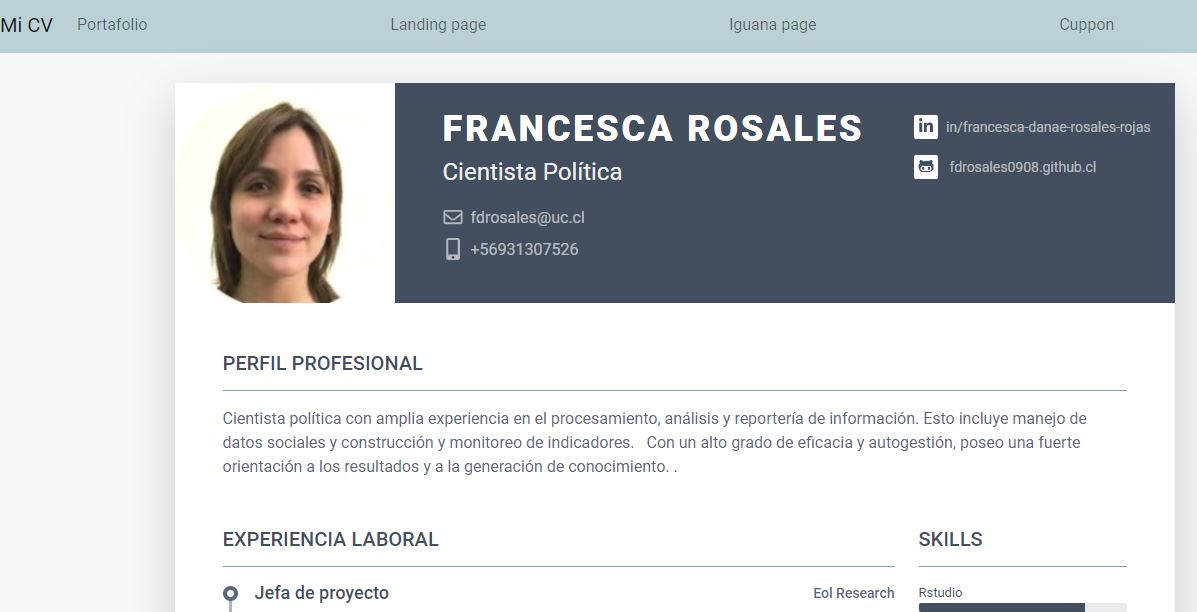 Mi CV Portafolio Landing page Iguana page Cuppon
FRANCESCA ROSALES
Cientista Política
fdrosales@uc.cl
+56931307526
in/francesca-danae-rosales-rojas
fdrosales0908.github.cl
PERFIL PROFESIONAL
Cientista política con amplia experiencia en el procesamiento, análisis y reportería de información. Esto incluye manejo de
datos sociales y construcción y monitoreo de indicadores.   Con un alto grado de eficacia y autogestión, poseo una fuerte
orientación a los resultados y a la generación de conocimiento. .
EXPERIENCIA LABORAL
Jefa de proyecto Eol Research
SKILLS
Rstudio